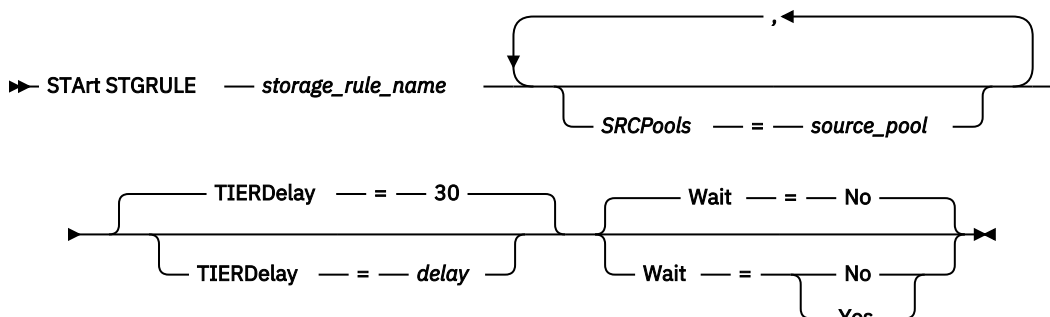 ,
STArt STGRULE storage_rule_name
SRCPools = source_pool
TIERDelay = 30 Wait = No
TIERDelay = delay Wait = No
Yes